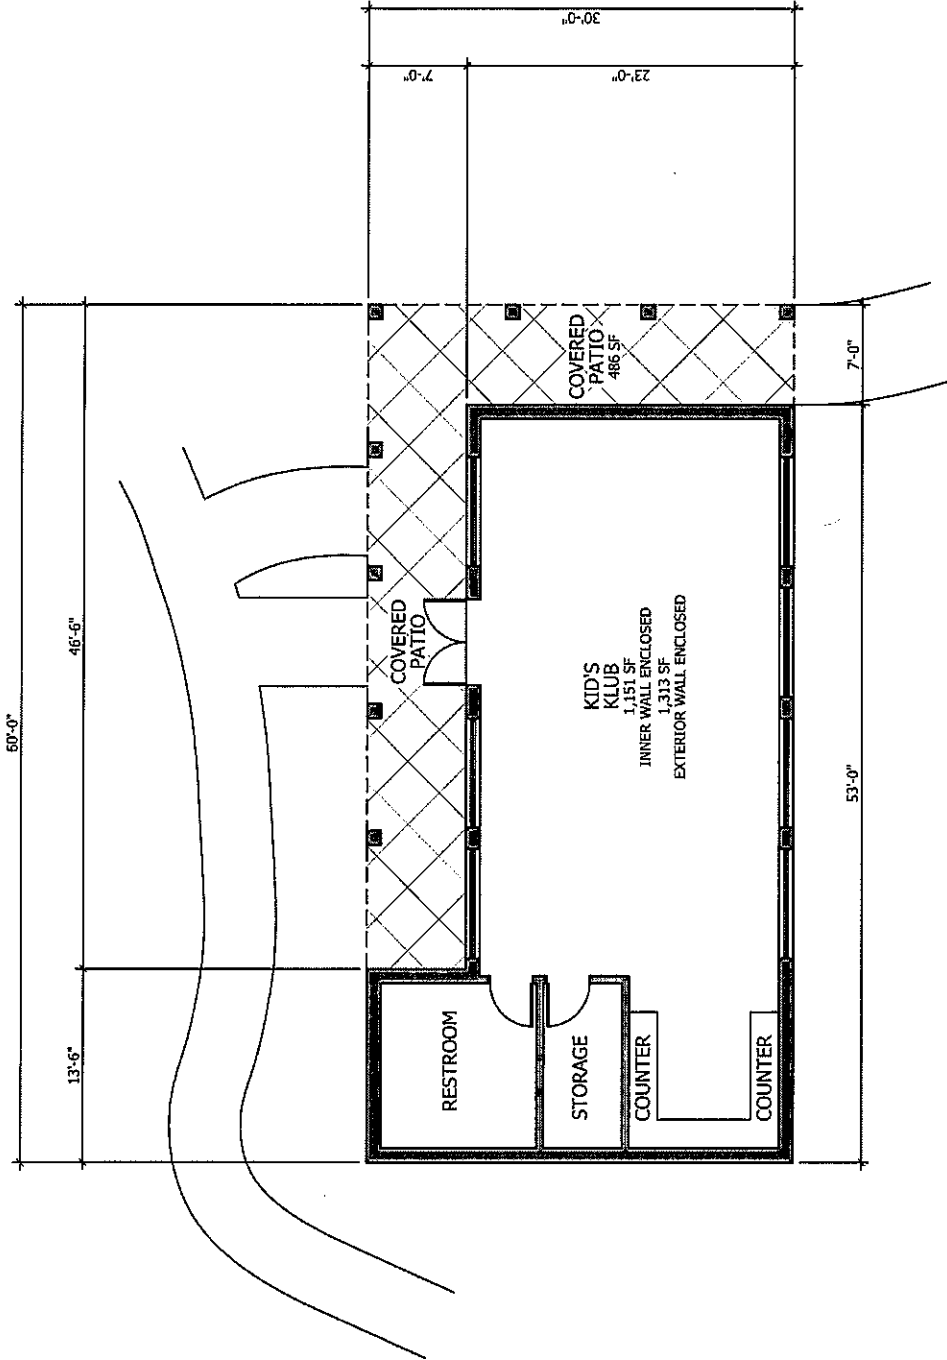 60'-0"
13'-6"
46'-6"
30'-0"
7'-0"
23'-0"
COVERED
PATIO
COVERED
PATIO
486 SF
RESTROOM
STORAGE
COUNTER
COUNTER
KID'S
KLUB
1,151 SF
INNER WALL ENCLOSED
1,313 SF
EXTERIOR WALL ENCLOSED
53'-0"
7'-0"